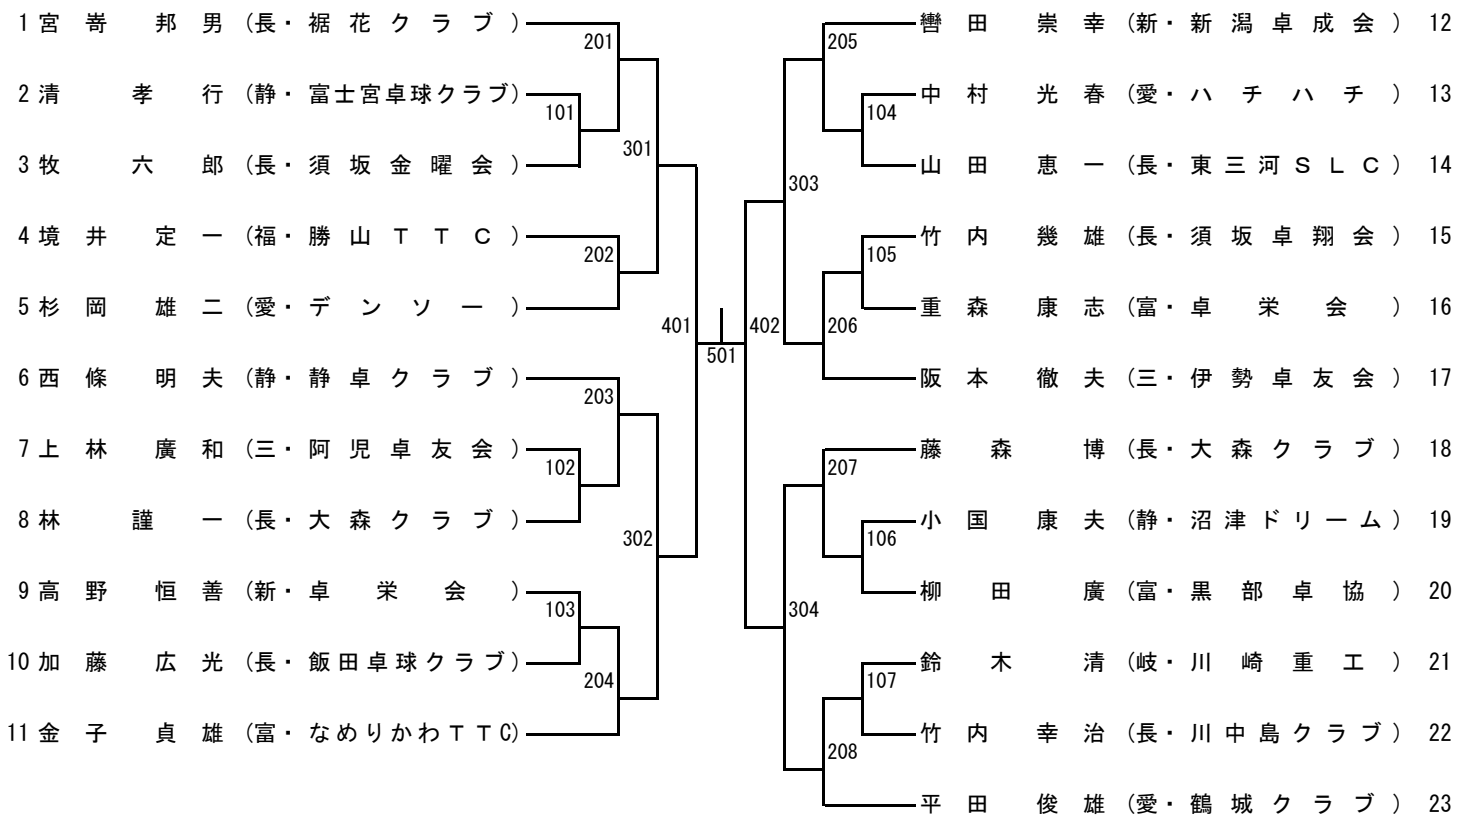 1 宮嵜 邦男 (長・裾花クラブ)
201
2 清 孝行 (静・富士宮卓球クラブ)
101
3 牧 六郎 (長・須坂金曜会)
301
4 境井 定一 (福・勝山TTC)
202
5 杉岡 雄二 (愛・デンソー)
401
6 西條 明夫 (静・静卓クラブ)
203
7 上林 廣和 (三・阿児卓友会)
102
8 林 謹一 (長・大森クラブ)
302
9 高野 恒善 (新・卓栄会)
103
10 加藤 広光 (長・飯田卓球クラブ)
204
11 金子 貞雄 (富・なめりかわTTC)
501
轡田 崇幸 (新・新潟卓成会) 12
205
中村 光春 (愛・ハチハチ) 13
104
山田 恵一 (長・東三河SLC) 14
303
竹内 幾雄 (長・須坂卓翔会) 15
105
重森 康志 (富・卓栄会) 16
402 206
阪本 徹夫 (三・伊勢卓友会) 17
藤森 博 (長・大森クラブ) 18
207
小国 康夫 (静・沼津ドリーム) 19
106
柳田 廣 (富・黒部卓協) 20
304
鈴木 清 (岐・川崎重工) 21
107
竹内 幸治 (長・川中島クラブ) 22
208
平田 俊雄 (愛・鶴城クラブ) 23